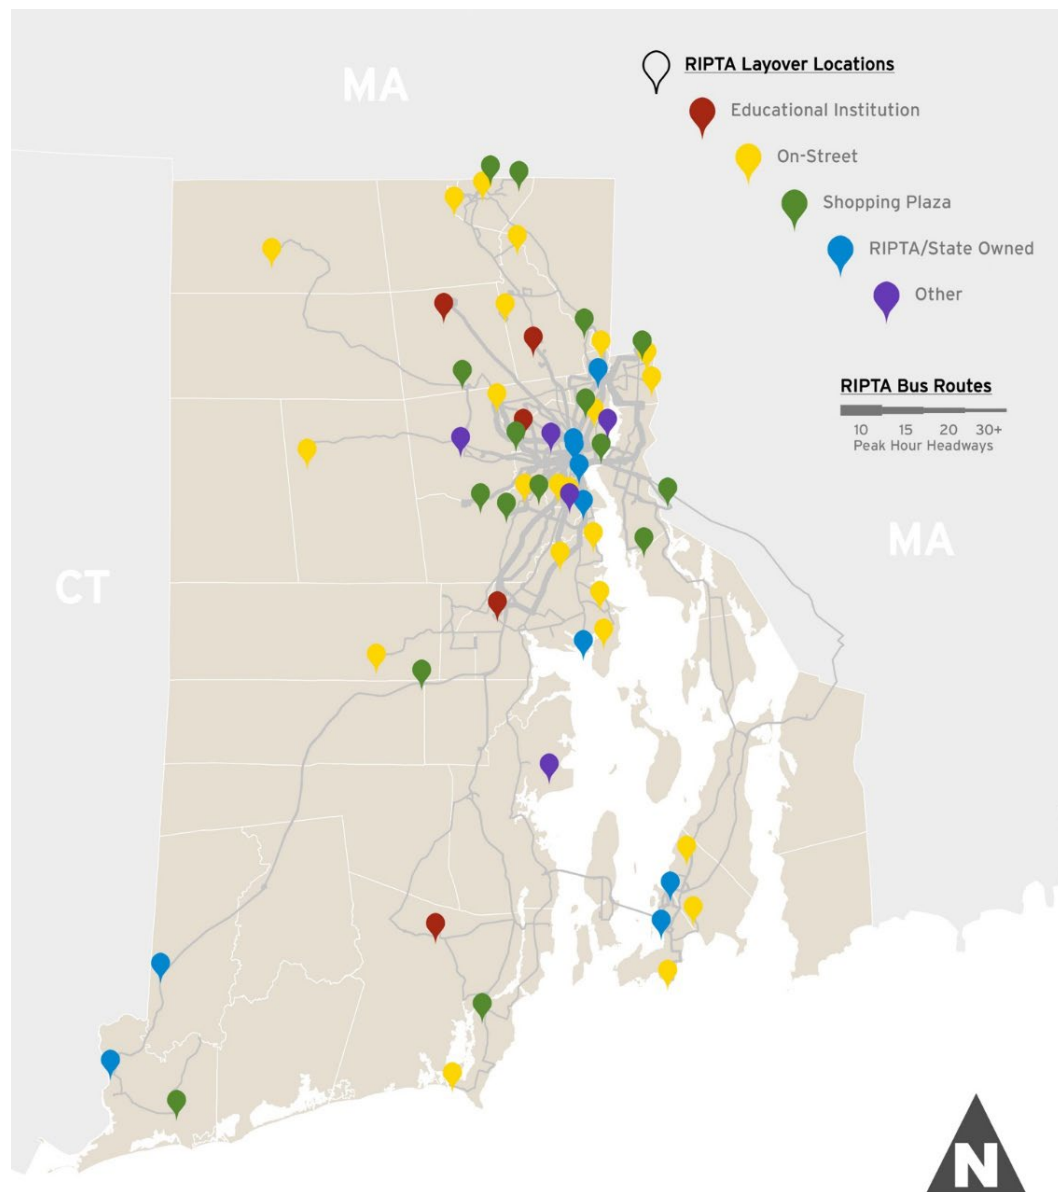 MA
RIPTA Layover Locations
Educational Institution
On-Street
Shopping Plaza
RIPTA/State Owned
Other
RIPTA Bus Routes
10 15 20 30+
Peak Hour Headways
MA
CT
N